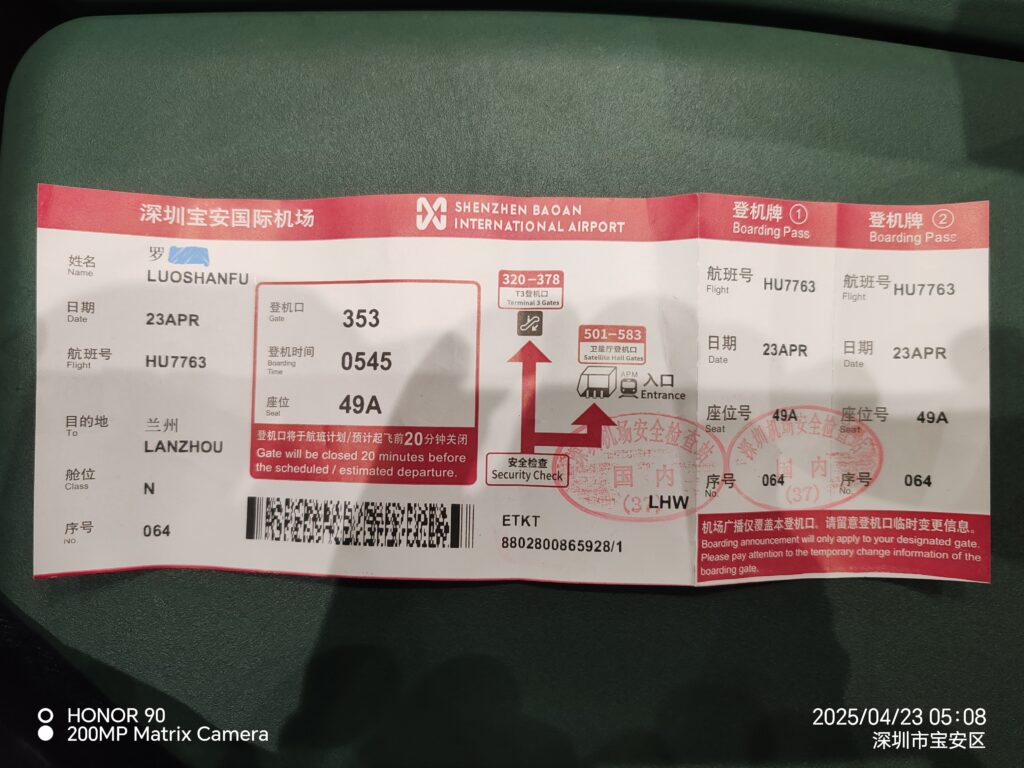 深圳宝安国际机场
SHENZHEN BAOAN
INTERNATIONAL AIRPORT
登机牌 ①
Boarding Pass
登机牌 ②
Boarding Pass
姓名
Name
罗
LUOSHANFU
日期
Date
23APR
航班号
Flight
HU7763
目的地
To
兰州
LANZHOU
舱位
Class
N
序号
No.
064
登机口
Gate
353
登机时间
Boarding
Time
0545
座位
Seat
49A
登机口将于航班计划/预计起飞前20分钟关闭
Gate will be closed 20 minutes before
the scheduled / estimated departure.
320-378
T3登机口
Terminal 3 Gates
501-583
卫星厅登机口
Satellite Hall Gates
APM
入口
Entrance
安全检查
Security Check
机场安全检查
国内
LHW
ETKT
8802800865928/1
航班号
Flight
HU7763
日期
Date
23APR
座位号
Seat
49A
序号
No.
064
深圳机场安全检查
国内
(37)
航班号
Flight
HU7763
日期
Date
23APR
座位号
Seat
49A
序号
No.
064
机场广播仅覆盖本登机口。请留意登机口临时变更信息。
Boarding announcement will only apply to your designated gate.
Please pay attention to the temporary change information of the
boarding gate.
HONOR 90
200MP Matrix Camera
2025/04/23 05:08
深圳市宝安区